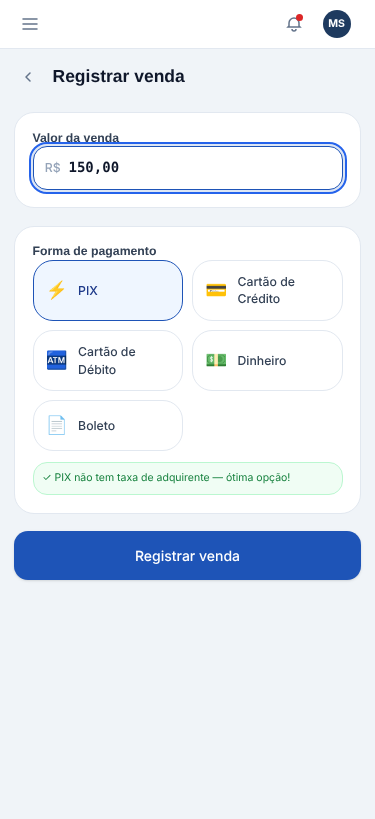 MS
Registrar venda
Valor da venda
R$ 150,00
Forma de pagamento
PIX
Cartão de
Crédito
ATM
Cartão de
Débito
Dinheiro
Boleto
✓ PIX não tem taxa de adquirente — ótima opção!
Registrar venda